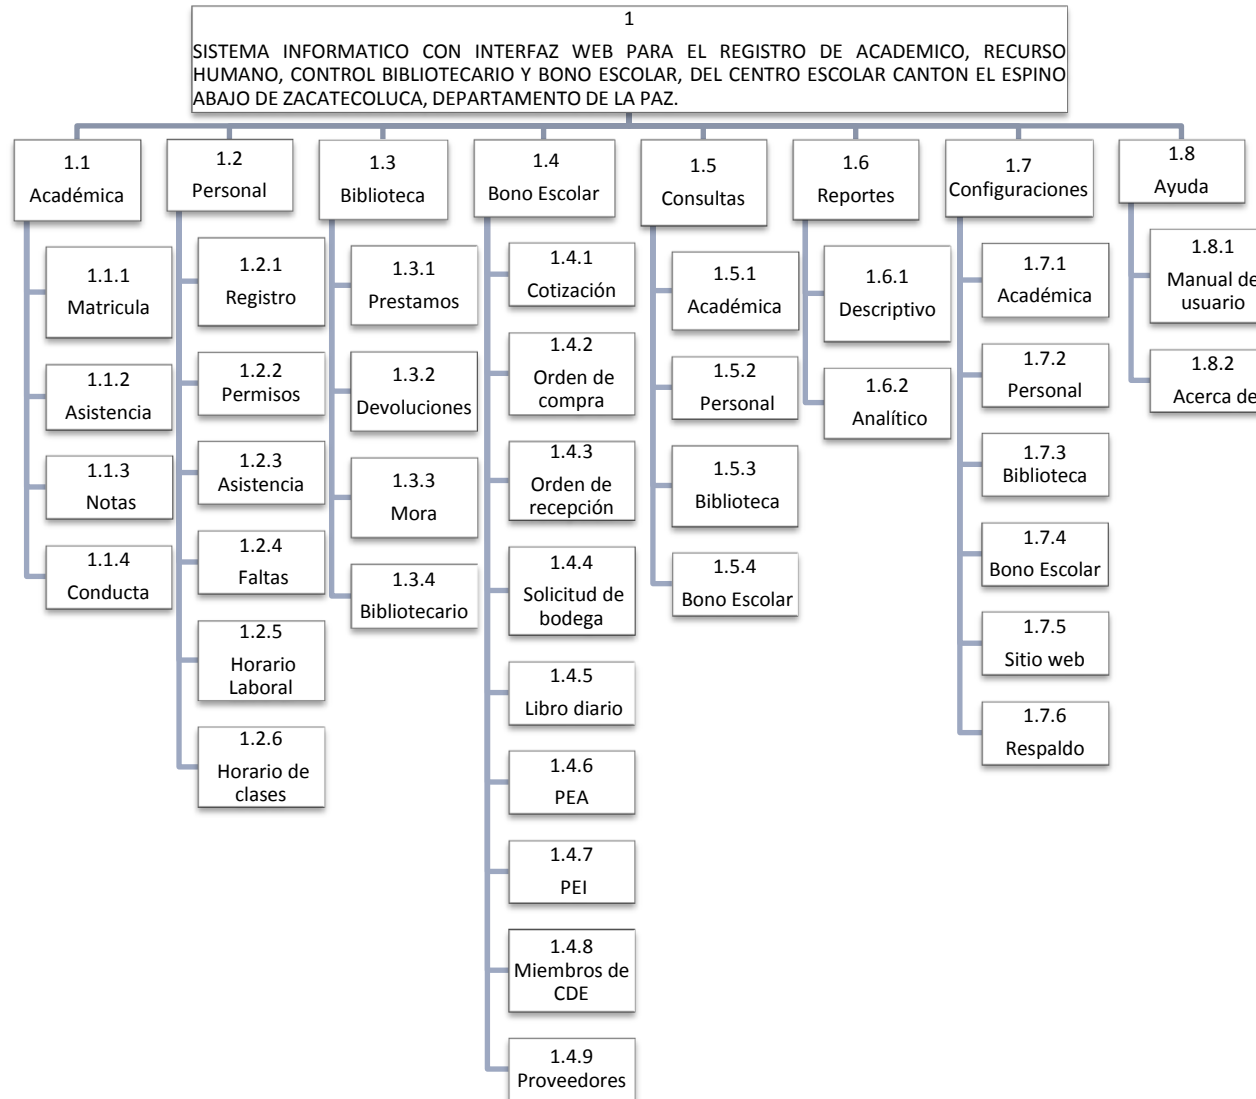 1
SISTEMA INFORMATICO CON INTERFAZ WEB PARA EL REGISTRO DE ACADEMICO, RECURSO
HUMANO, CONTROL BIBLIOTECARIO Y BONO ESCOLAR, DEL CENTRO ESCOLAR CANTON EL ESPINO
ABAJO DE ZACATECOLUCA, DEPARTAMENTO DE LA PAZ.
1.1
Académica
1.1.1
Matricula
1.1.2
Asistencia
1.1.3
Notas
1.1.4
Conducta
1.2
Personal
1.2.1
Registro
1.2.2
Permisos
1.2.3
Asistencia
1.2.4
Faltas
1.2.5
Horario
Laboral
1.2.6
Horario de
clases
1.3
Biblioteca
1.3.1
Prestamos
1.3.2
Devoluciones
1.3.3
Mora
1.3.4
Bibliotecario
1.4
Bono Escolar
1.4.1
Cotización
1.4.2
Orden de
compra
1.4.3
Orden de
recepción
1.4.4
Solicitud de
bodega
1.4.5
Libro diario
1.4.6
PEA
1.4.7
PEI
1.4.8
Miembros de
CDE
1.4.9
Proveedores
1.5
Consultas
1.5.1
Académica
1.5.2
Personal
1.5.3
Biblioteca
1.5.4
Bono Escolar
1.6
Reportes
1.6.1
Descriptivo
1.6.2
Analítico
1.7
Configuraciones
1.7.1
Académica
1.7.2
Personal
1.7.3
Biblioteca
1.7.4
Bono Escolar
1.7.5
Sitio web
1.7.6
Respaldo
1.8
Ayuda
1.8.1
Manual de
usuario
1.8.2
Acerca de